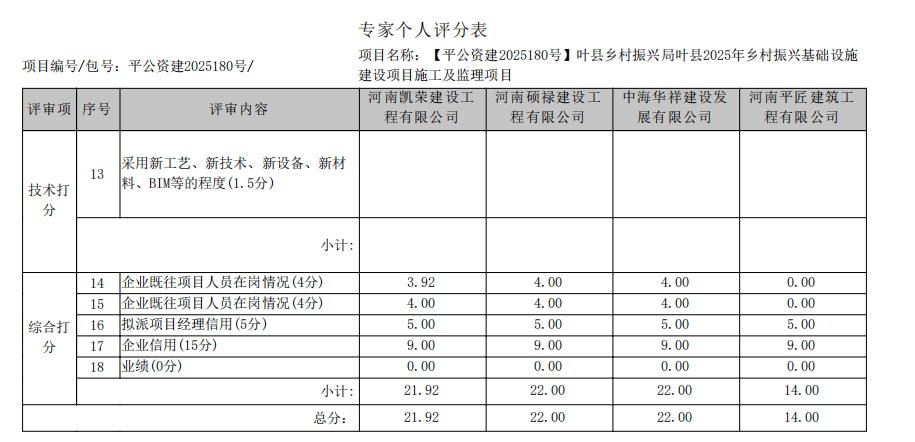 专家个人评分表
项目编号/包号: 平公资建2025180号/
项目名称: 【平公资建2025180号】叶县乡村振兴局叶县2025年乡村振兴基础设施
建设项目施工及监理项目
评审项 序号 评审内容 河南凯荣建设工程有限公司 河南硕禄建设工程有限公司 中海华祥建设发展有限公司 河南平匠建筑工程有限公司
技术打分
13 采用新工艺、新技术、新设备、新材料、BIM等的程度(1.5分)
小计:
综合打分
14 企业既往项目人员在岗情况(4分) 3.92 4.00 4.00 0.00
15 企业既往项目人员在岗情况(4分) 4.00 4.00 4.00 0.00
16 拟派项目经理信用(5分) 5.00 5.00 5.00 5.00
17 企业信用(15分) 9.00 9.00 9.00 9.00
18 业绩(0分) 0.00 0.00 0.00 0.00
小计: 21.92 22.00 22.00 14.00
总分: 21.92 22.00 22.00 14.00